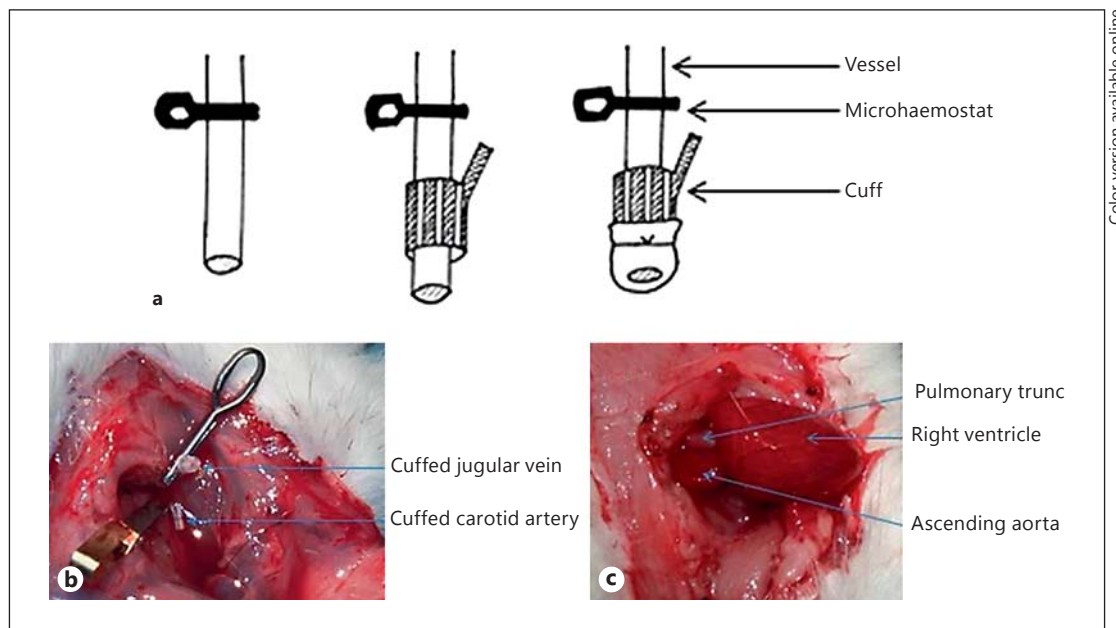 Color version available online
Vessel
Microhaemostat
Cuff
a
Cuffed jugular vein
Cuffed carotid artery
b
Pulmonary trunc
Right ventricle
Ascending aorta
c